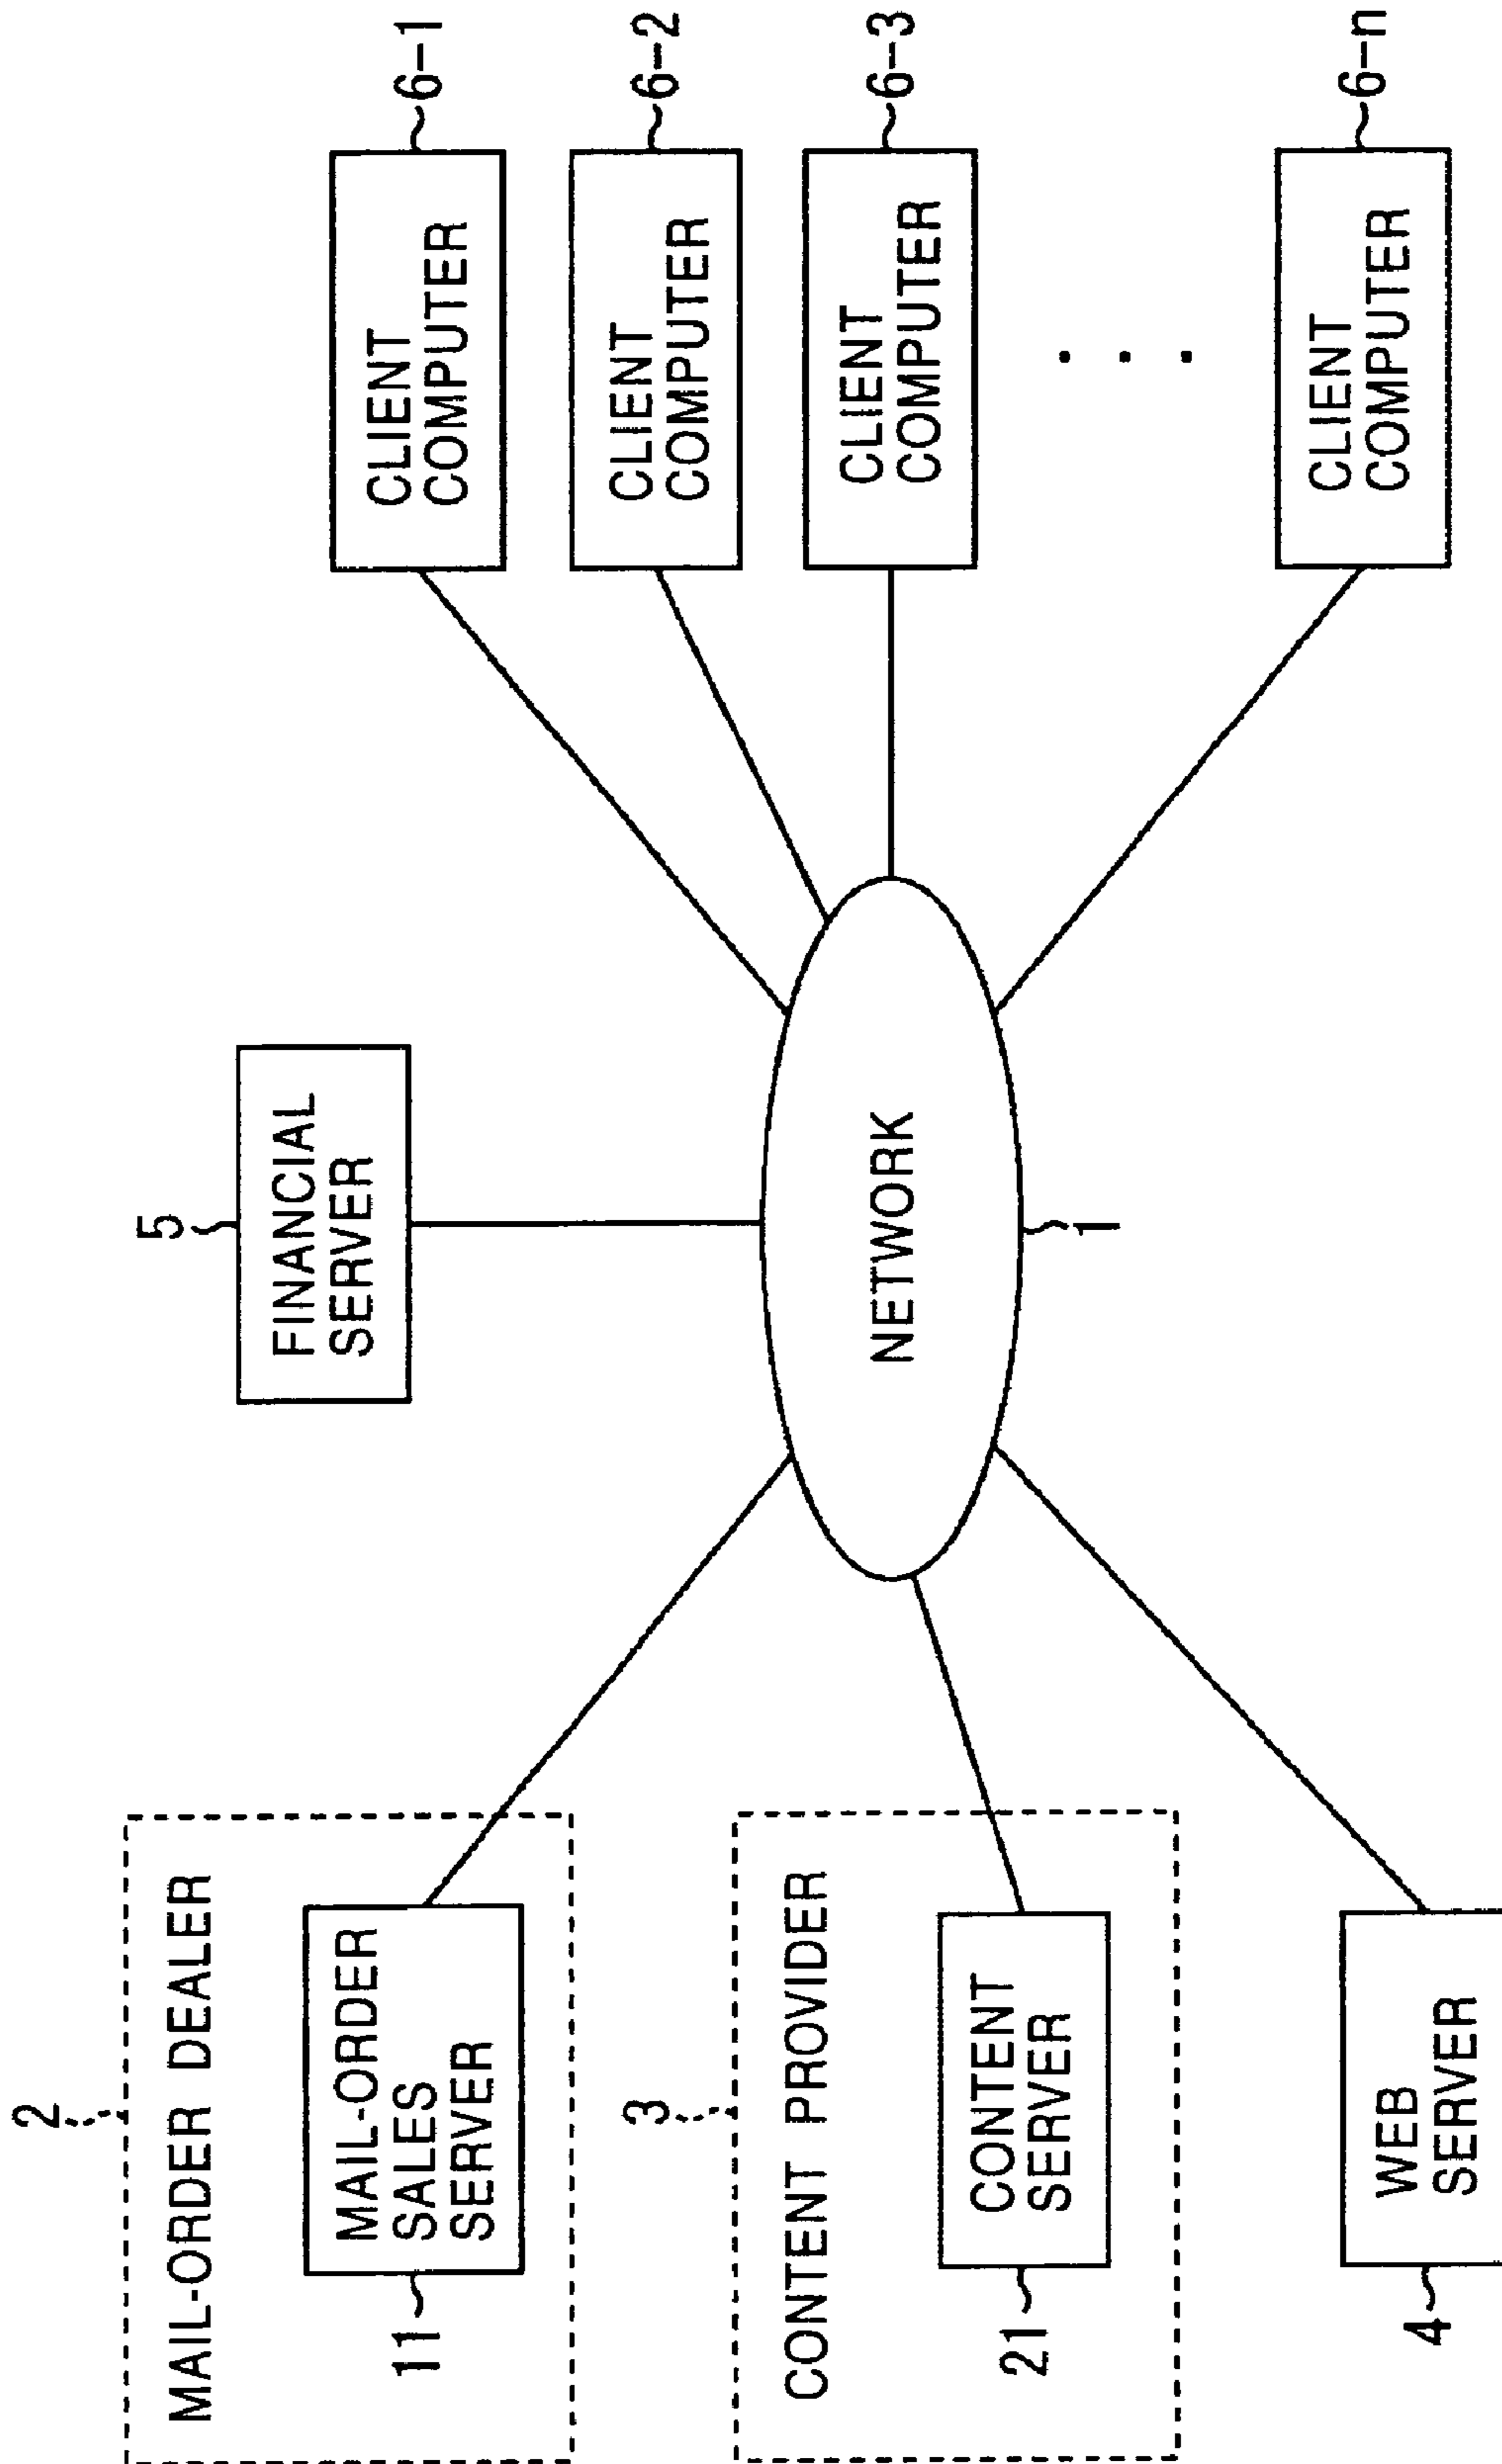 2
MAIL-ORDER DEALER
MAIL-ORDER
SALES
SERVER
11
3
CONTENT PROVIDER
CONTENT
SERVER
21
WEB
SERVER
4
5
FINANCIAL
SERVER
NETWORK
1
CLIENT
COMPUTER
6-1
CLIENT
COMPUTER
6-2
CLIENT
COMPUTER
6-3
. . .
CLIENT
COMPUTER
6-n